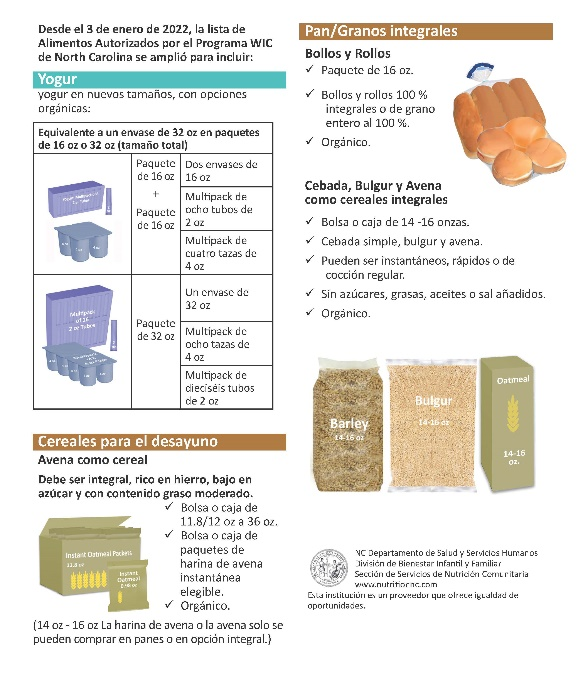 Desde el 3 de enero de 2022, la lista de
Alimentos Autorizados por el Programa WIC
de North Carolina se amplió para incluir:
Yogur
yogur en nuevos tamaños, con opciones
orgánicas:
Equivalente a un envase de 32 oz en paquetes
de 16 oz o 32 oz (tamaño total)
Paquete
de 16 oz
+
Paquete
de 16 oz
Dos envases de
16 oz
Multipack de
ocho tubos de
2 oz
Multipack de
cuatro tazas de
4 oz
Multipack
of 16
2 oz Tubes
Paquete
de 32 oz
Un envase de
32 oz
Multipack de
ocho tazas de
4 oz
Multipack de
dieciséis tubos
de 2 oz
Cereales para el desayuno
Avena como cereal
Debe ser integral, rico en hierro, bajo en
azúcar y con contenido graso moderado.
✓ Bolsa o caja de
11.8/12 oz a 36 oz.
✓ Bolsa o caja de
paquetes de
harina de avena
instantánea
elegible.
✓ Orgánico.
Instant Oatmeal Packets
11.8 oz
Instant
Oatmeal
0.98 oz
(14 oz - 16 oz La harina de avena o la avena solo se
pueden comprar en panes o en opción integral.)
Pan/Granos integrales
Bollos y Rollos
✓ Paquete de 16 oz.
✓ Bollos y rollos 100 %
integrales o de grano
entero al 100 %.
✓ Orgánico.
Cebada, Bulgur y Avena
como cereales integrales
✓ Bolsa o caja de 14 -16 onzas.
✓ Cebada simple, bulgur y avena.
✓ Pueden ser instantáneos, rápidos o de
cocción regular.
✓ Sin azúcares, grasas, aceites o sal añadidos.
✓ Orgánico.
Barley
14-16 oz
Bulgur
14-16 oz
Oatmeal
14-16
oz.
NC Departamento de Salud y Servicios Humanos
División de Bienestar Infantil y Familiar
Sección de Servicios de Nutrición Comunitaria
www.nutritionnc.com
Esta institución es un proveedor que ofrece igualdad de
oportunidades.